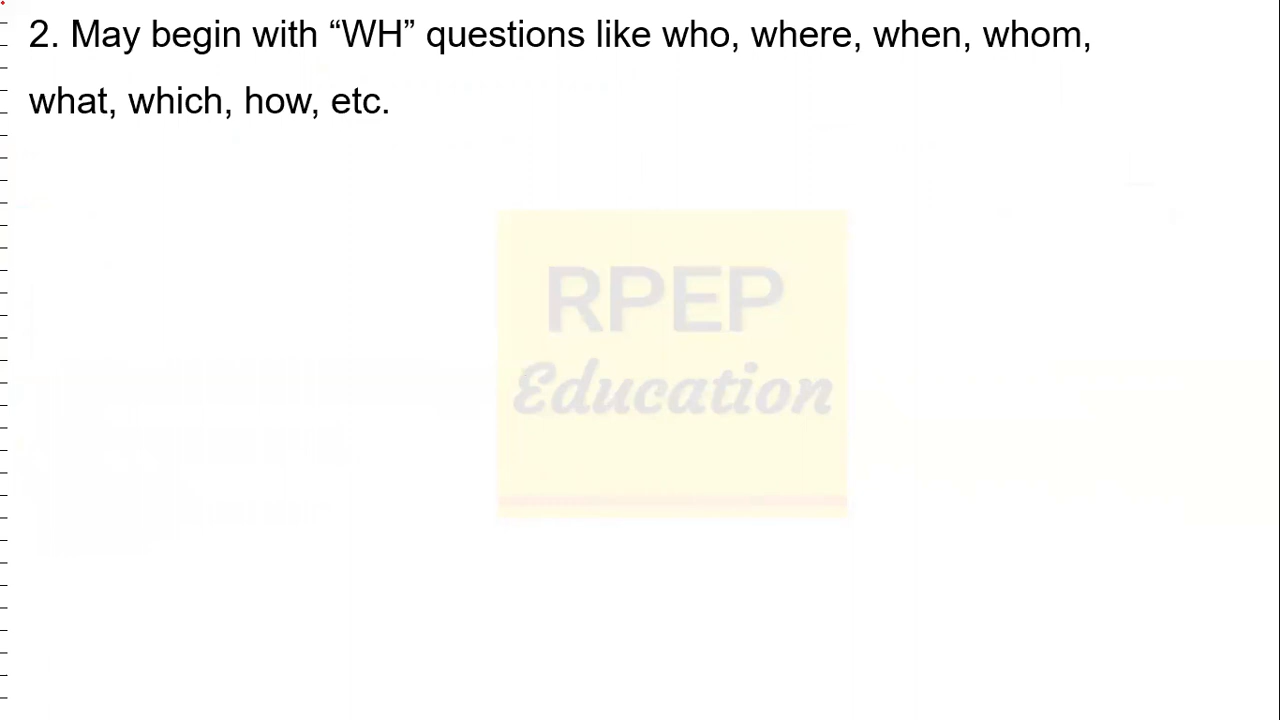 2. May begin with “WH” questions like who, where, when, whom,
what, which, how, etc.
RPEP
Education